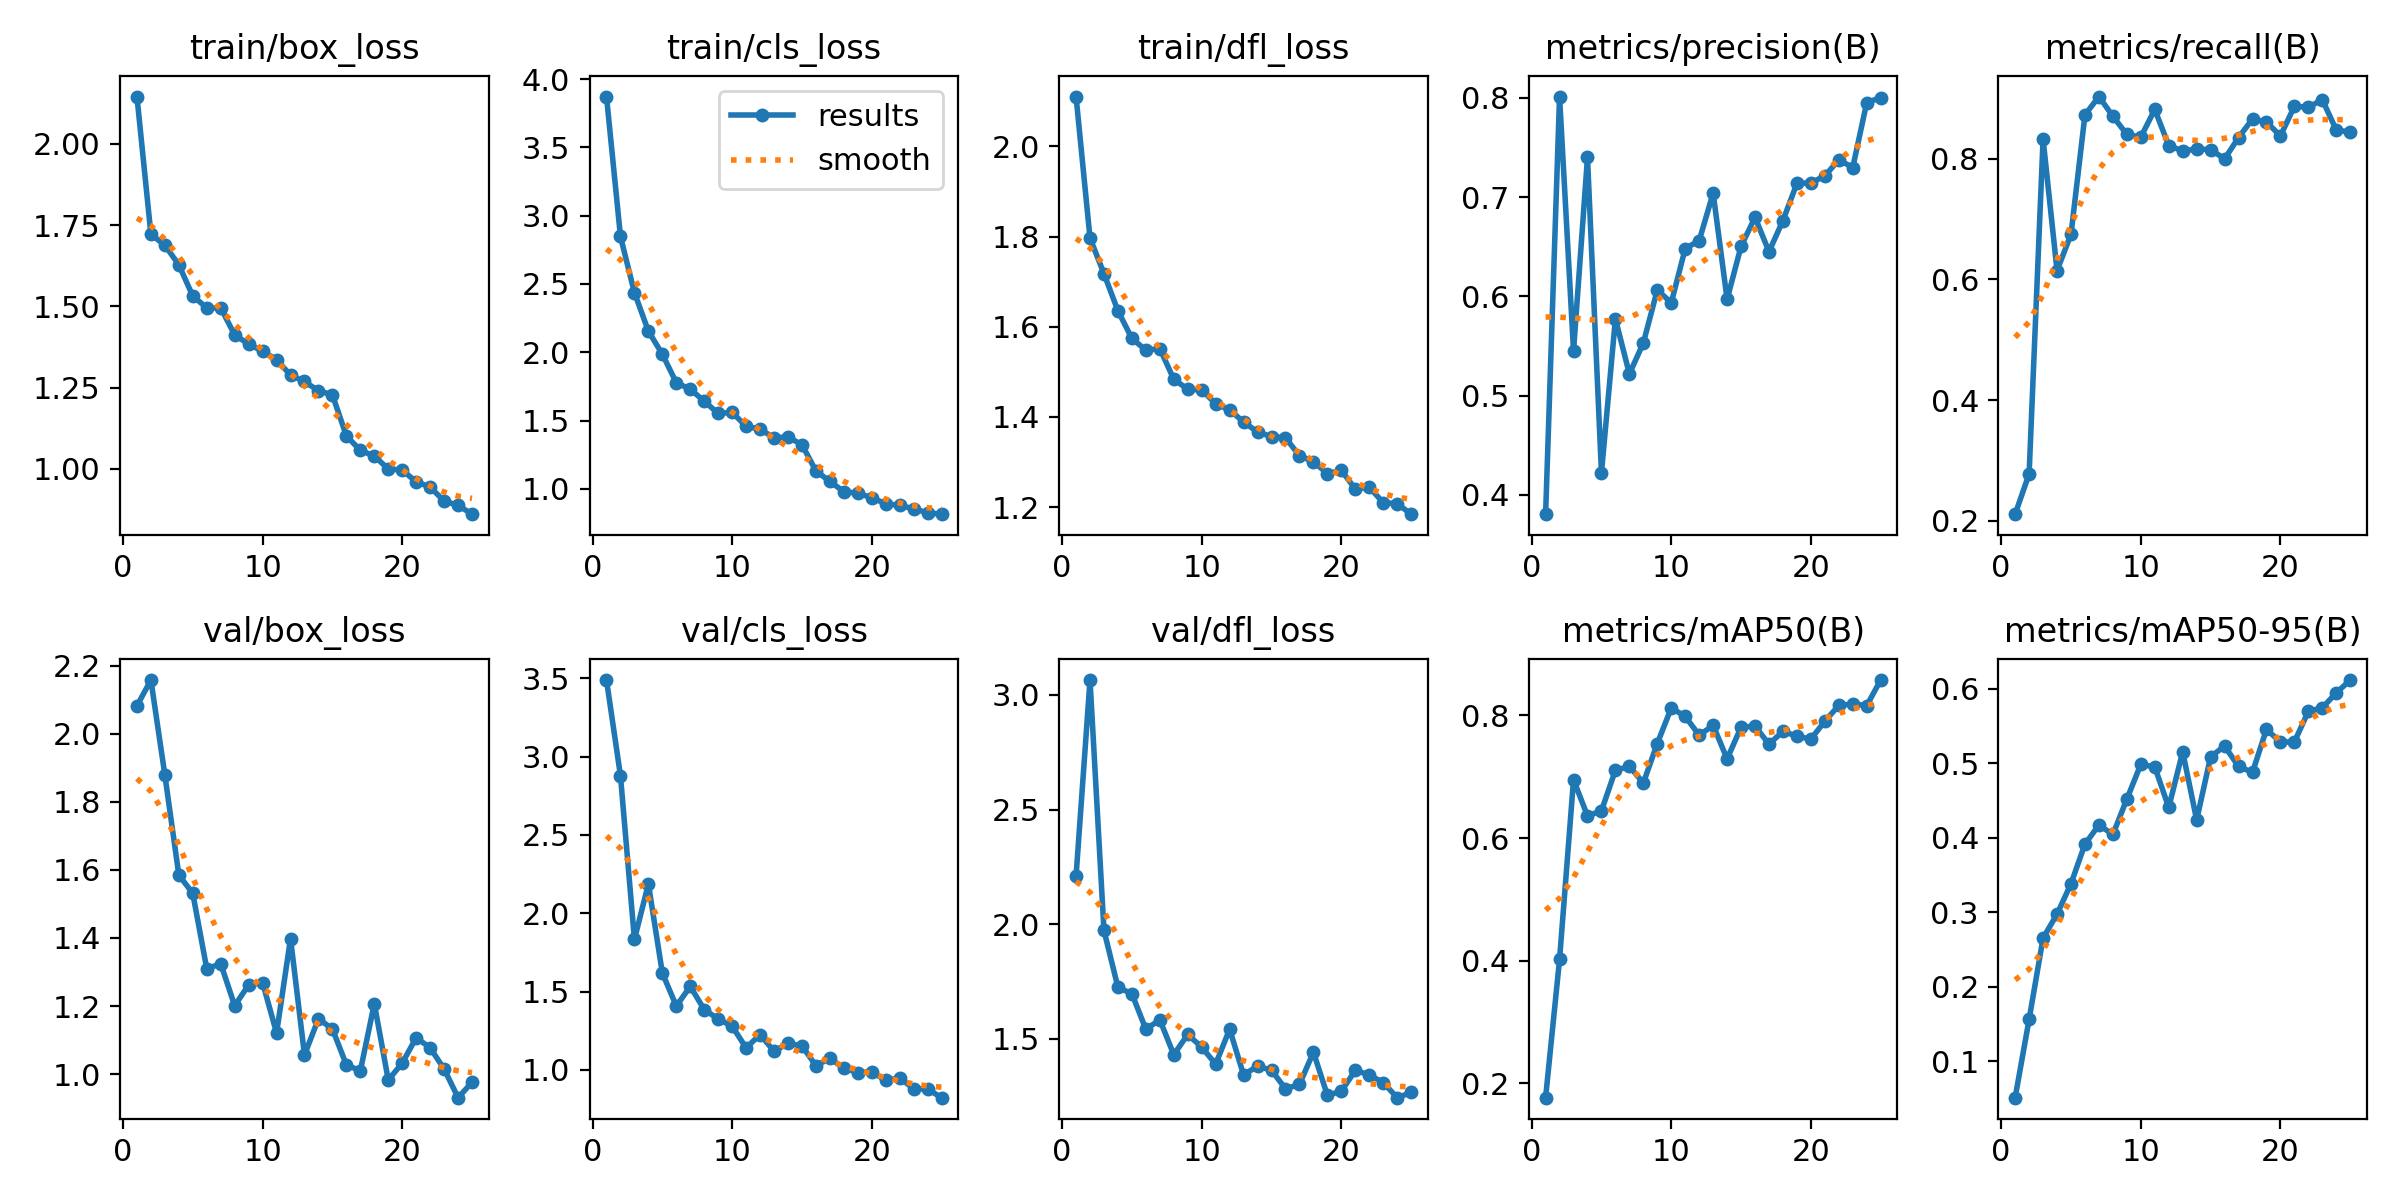 train/box_loss
2.00
1.75
1.50
1.25
1.00
0 10 20
train/cls_loss
results
smooth
4.0
3.5
3.0
2.5
2.0
1.5
1.0
0 10 20
train/dfl_loss
2.0
1.8
1.6
1.4
1.2
0 10 20
metrics/precision(B)
0.8
0.7
0.6
0.5
0.4
0 10 20
metrics/recall(B)
0.8
0.6
0.4
0.2
0 10 20
val/box_loss
2.2
2.0
1.8
1.6
1.4
1.2
1.0
0 10 20
val/cls_loss
3.5
3.0
2.5
2.0
1.5
1.0
0 10 20
val/dfl_loss
3.0
2.5
2.0
1.5
0 10 20
metrics/mAP50(B)
0.8
0.6
0.4
0.2
0 10 20
metrics/mAP50-95(B)
0.6
0.5
0.4
0.3
0.2
0.1
0 10 20